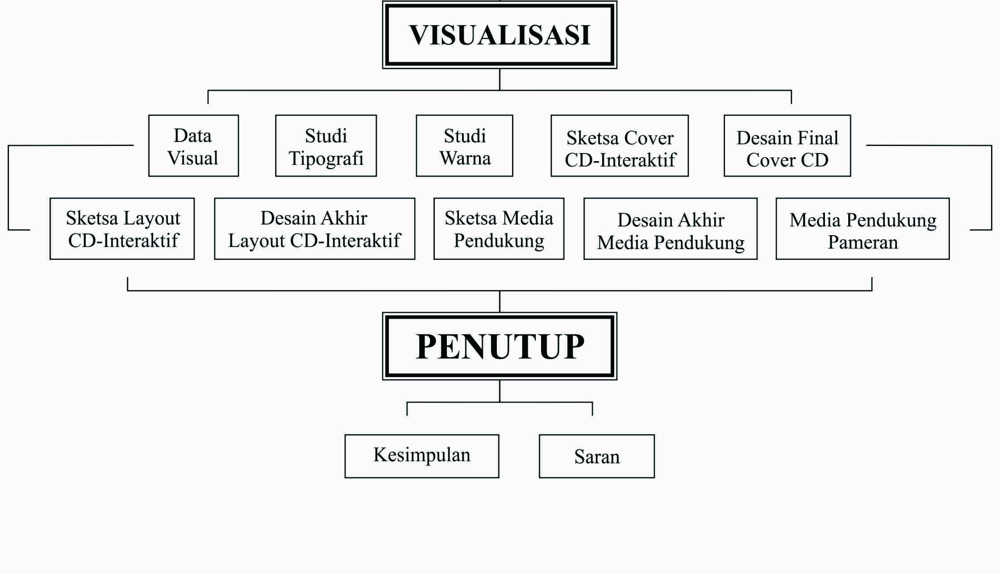 VISUALISASI
Data
Visual
Studi
Tipografi
Studi
Warna
Sketsa Cover
CD-Interaktif
Desain Final
Cover CD
Sketsa Layout
CD-Interaktif
Desain Akhir
Layout CD-Interaktif
Sketsa Media
Pendukung
Desain Akhir
Media Pendukung
Media Pendukung
Pameran
PENUTUP
Kesimpulan
Saran